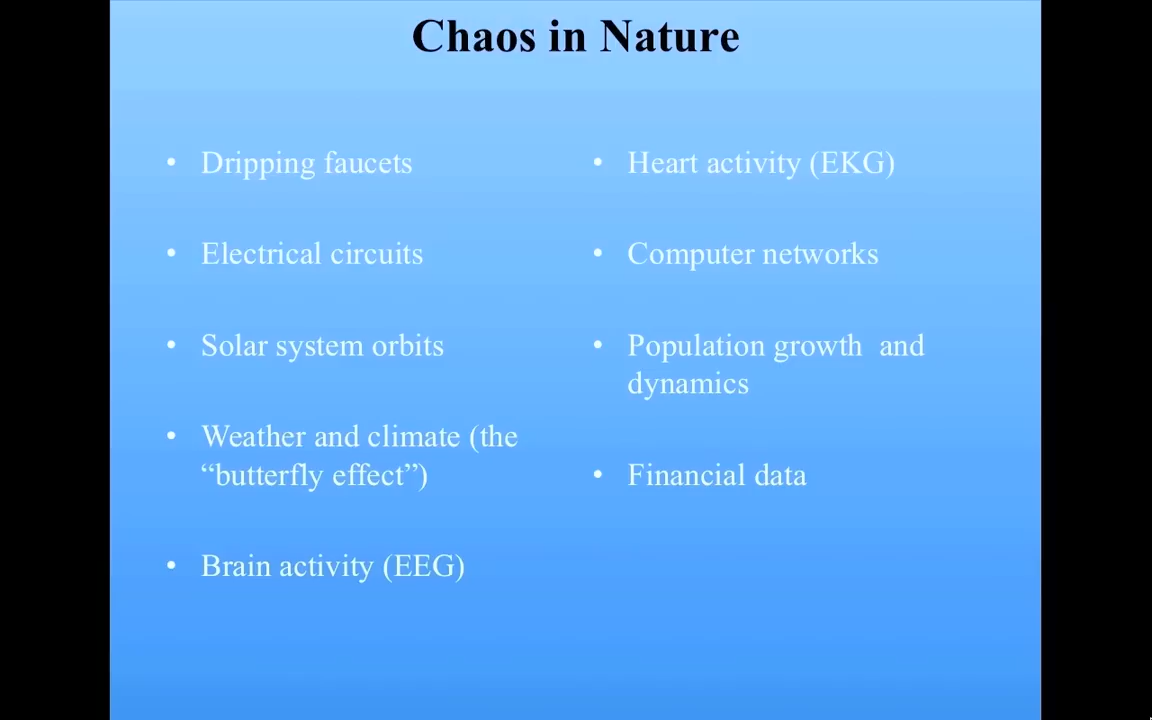 Chaos in Nature
• Dripping faucets
• Electrical circuits
• Solar system orbits
• Weather and climate (the
“butterfly effect”)
• Brain activity (EEG)
• Heart activity (EKG)
• Computer networks
• Population growth  and
dynamics
• Financial data